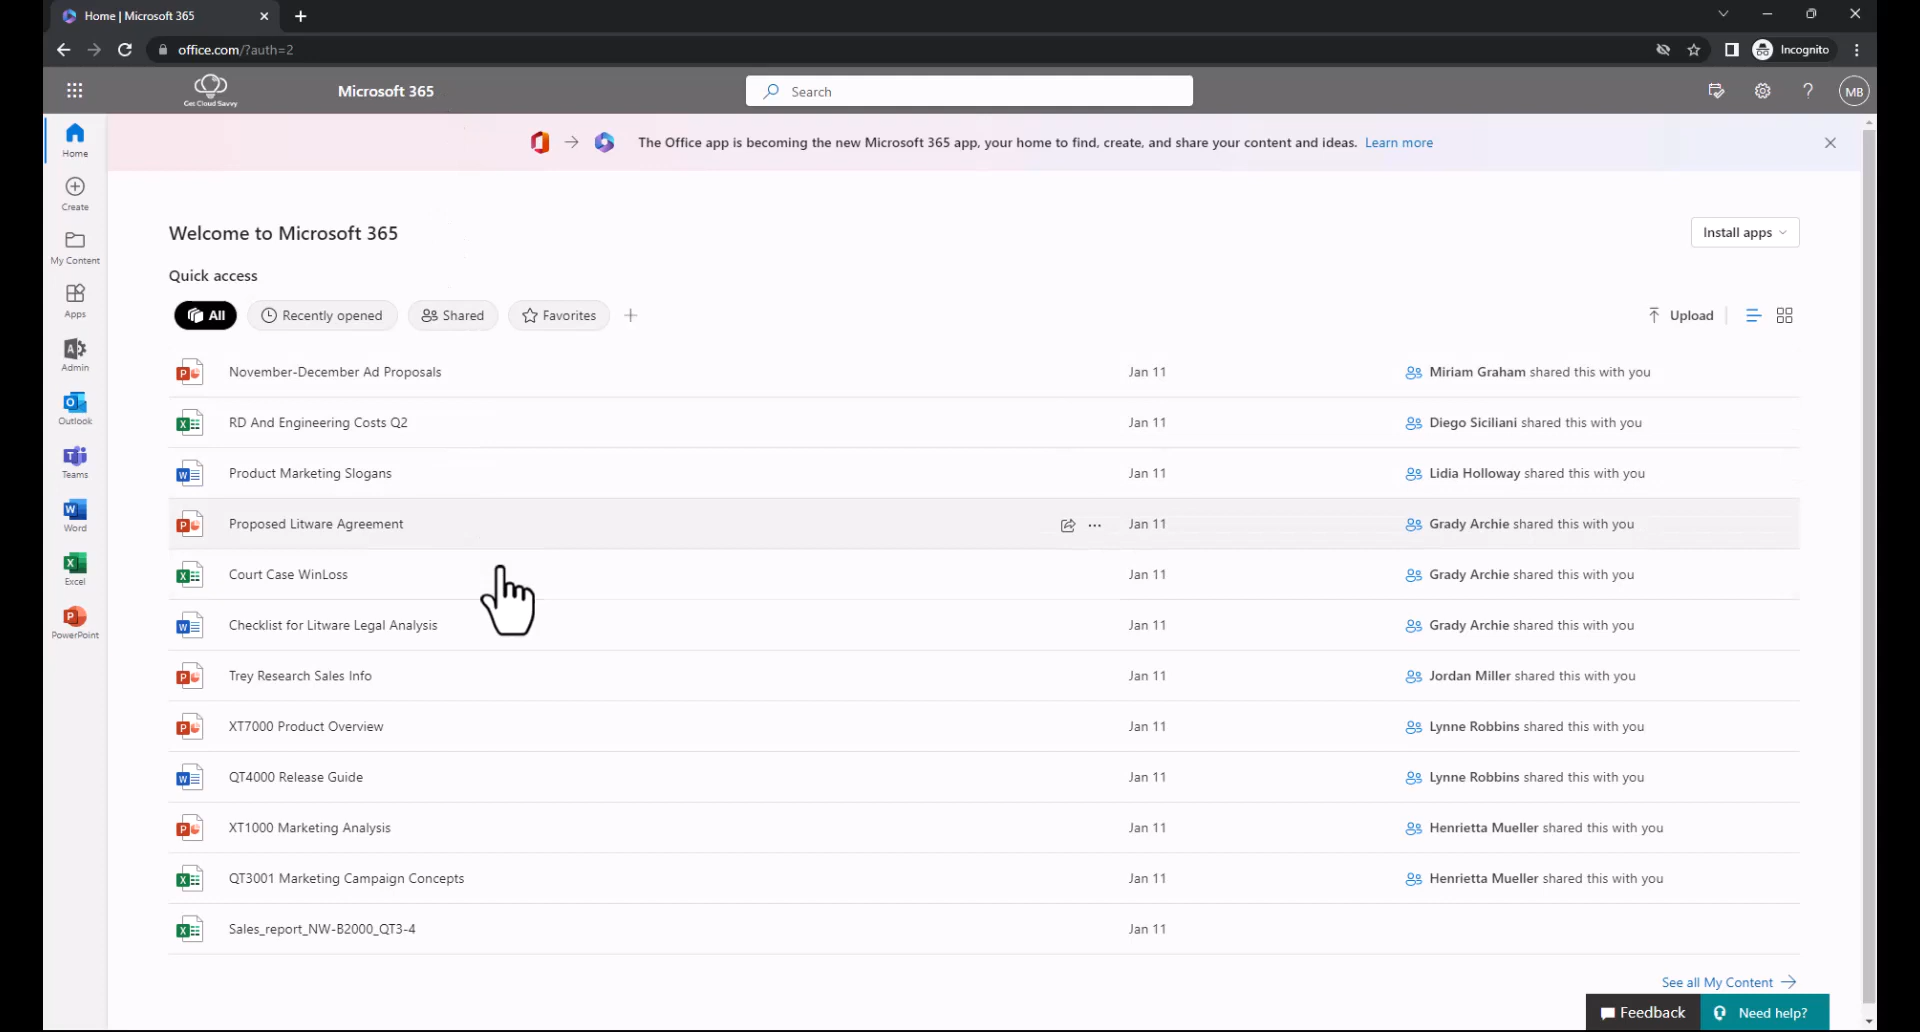 Home | Microsoft 365
office.com/?auth=2
Incognito
Get Cloud Savvy
Microsoft 365
Search
MB
Home
The Office app is becoming the new Microsoft 365 app, your home to find, create, and share your content and ideas. Learn more
Create
My Content
Apps
Admin
Outlook
Teams
Word
Excel
PowerPoint
Welcome to Microsoft 365
Install apps
Quick access
All Recently opened Shared Favorites
Upload
November-December Ad Proposals Jan 11 Miriam Graham shared this with you
RD And Engineering Costs Q2 Jan 11 Diego Siciliani shared this with you
Product Marketing Slogans Jan 11 Lidia Holloway shared this with you
Proposed Litware Agreement Jan 11 Grady Archie shared this with you
Court Case WinLoss Jan 11 Grady Archie shared this with you
Checklist for Litware Legal Analysis Jan 11 Grady Archie shared this with you
Trey Research Sales Info Jan 11 Jordan Miller shared this with you
XT7000 Product Overview Jan 11 Lynne Robbins shared this with you
QT4000 Release Guide Jan 11 Lynne Robbins shared this with you
XT1000 Marketing Analysis Jan 11 Henrietta Mueller shared this with you
QT3001 Marketing Campaign Concepts Jan 11 Henrietta Mueller shared this with you
Sales_report_NW-B2000_QT3-4 Jan 11
See all My Content
Feedback
Need help?